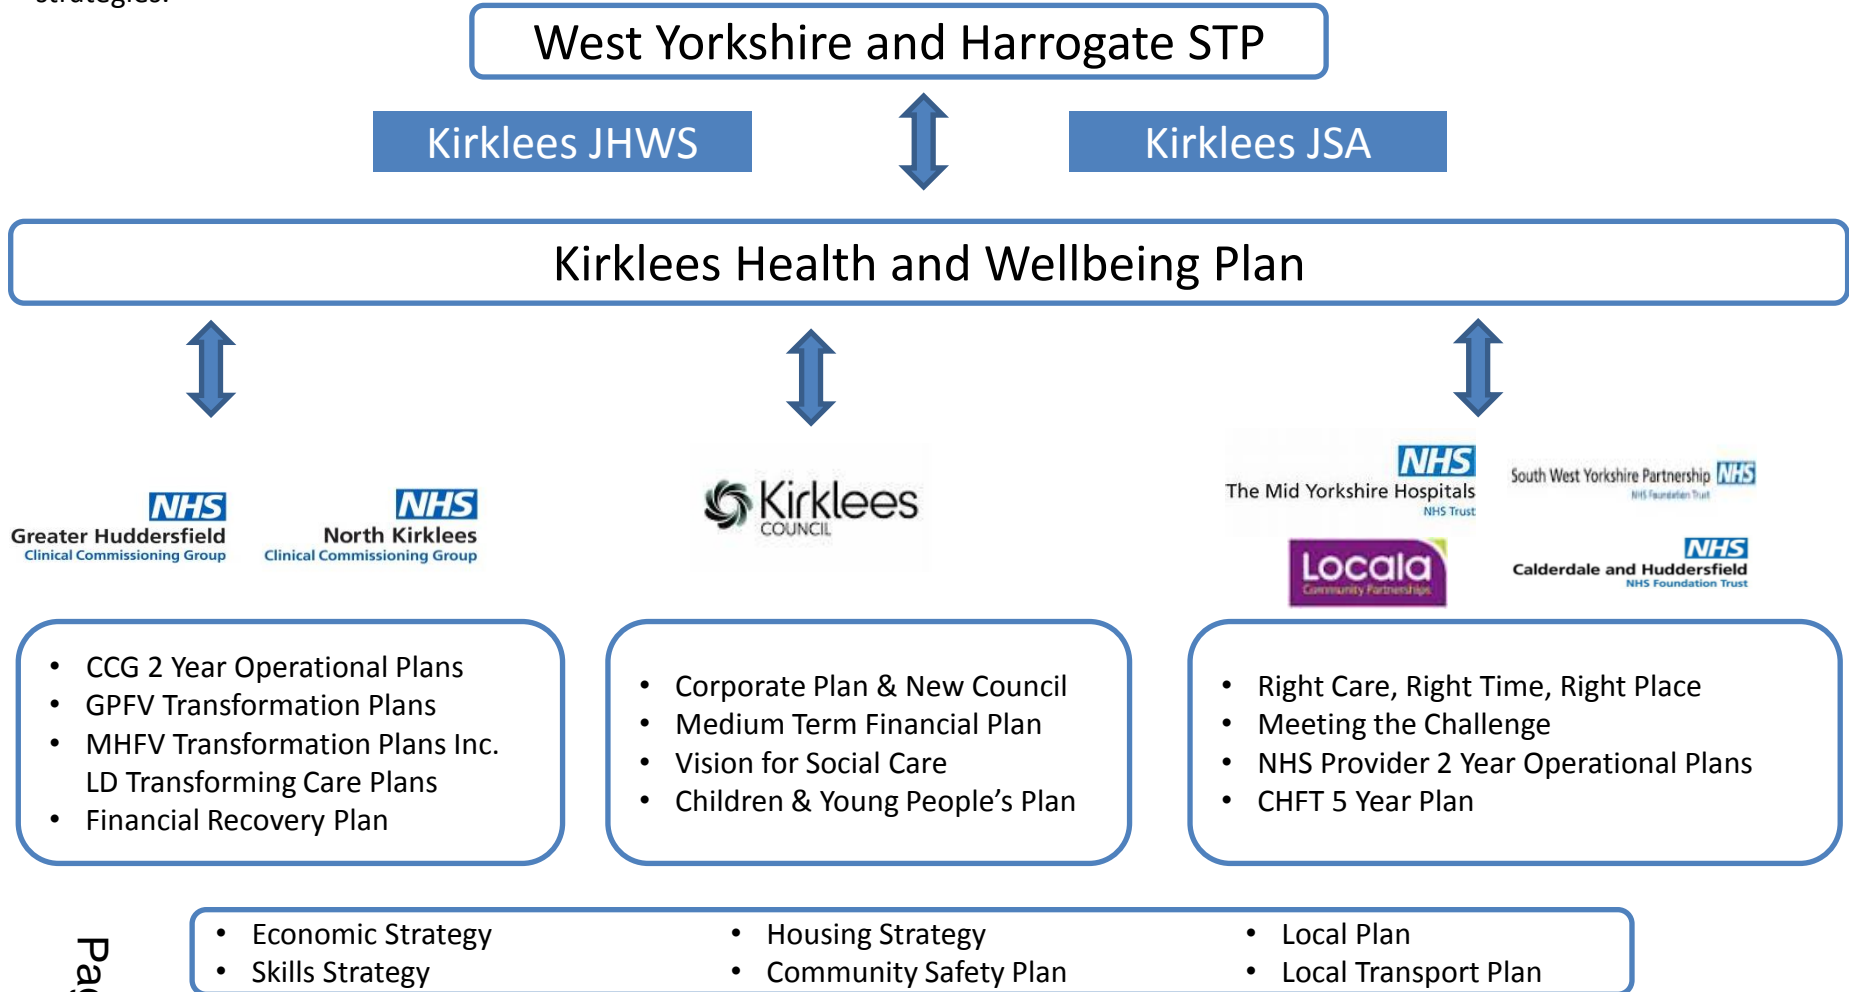 strategies.
West Yorkshire and Harrogate STP
Kirklees JHWS
Kirklees JSA
Kirklees Health and Wellbeing Plan
NHS
Greater Huddersfield
Clinical Commissioning Group
NHS
North Kirklees
Clinical Commissioning Group
Kirklees
COUNCIL
NHS
The Mid Yorkshire Hospitals
NHS Trust
South West Yorkshire Partnership NHS
NHS Foundation Trust
Locala
Community Partnerships
NHS
Calderdale and Huddersfield
NHS Foundation Trust
• CCG 2 Year Operational Plans
• GPFV Transformation Plans
• MHFV Transformation Plans Inc.
LD Transforming Care Plans
• Financial Recovery Plan
• Corporate Plan & New Council
• Medium Term Financial Plan
• Vision for Social Care
• Children & Young People’s Plan
• Right Care, Right Time, Right Place
• Meeting the Challenge
• NHS Provider 2 Year Operational Plans
• CHFT 5 Year Plan
• Economic Strategy
• Skills Strategy
• Housing Strategy
• Community Safety Plan
• Local Plan
• Local Transport Plan